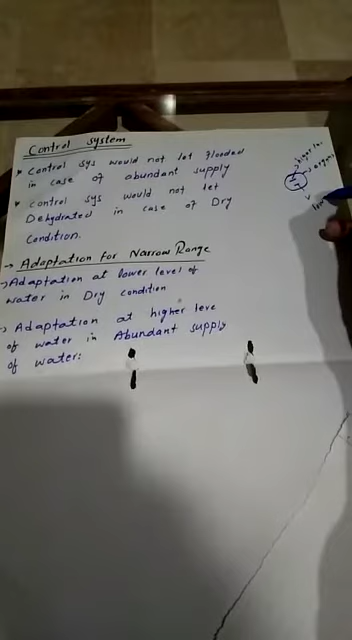 Control System
Control sys would not let flooded
in case of abundant supply
Control sys would not let
Dehydrated in case of Dry
Condition.
→ Adaptation for Narrow Range
→ Adaptation at lower level of
water in Dry condition
→ Adaptation at higher leve
of water in Abundant supply
of water: